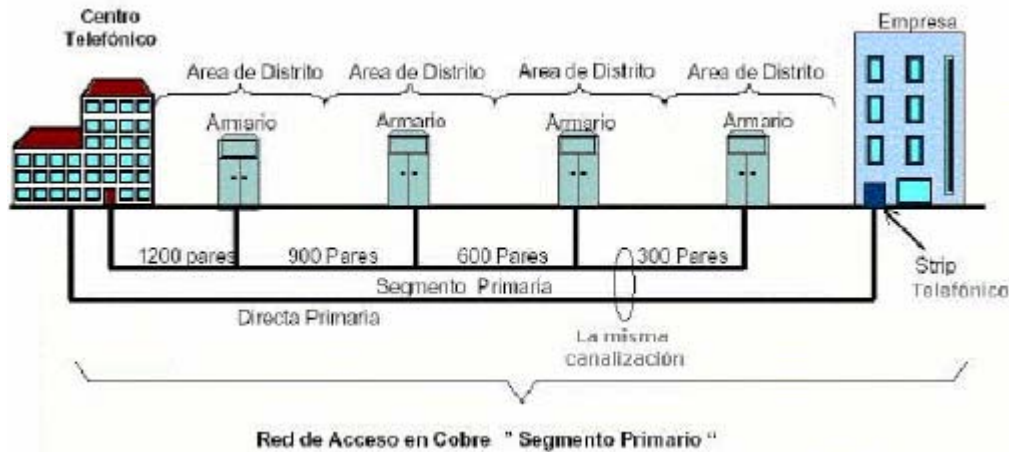 Centro
Telefónico
Empresa
Area de Distrito
Area de Distrito
Area de Distrito
Area de Distrito
Armario
Armario
Armario
Armario
1200 pares
900 Pares
600 Pares
300 Pares
Segmento Primaria
Directa Primaria
Strip
Telefónico
La misma
canalización
Red de Acceso en Cobre " Segmento Primario "